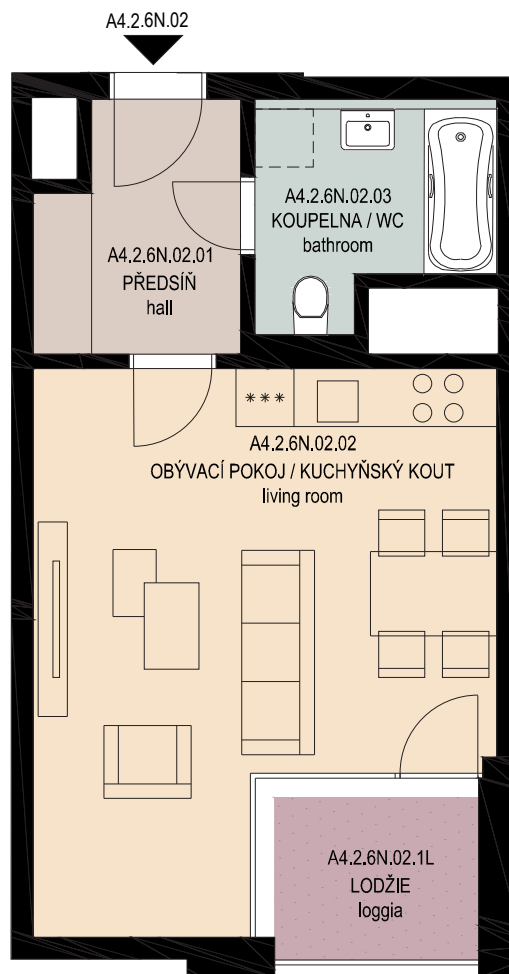 A4.2.6N.02
A4.2.6N.02.03
KOUPELNA / WC
bathroom
A4.2.6N.02.01
PŘEDSÍŇ
hall
***
A4.2.6N.02.02
OBÝVACÍ POKOJ / KUCHYŇSKÝ KOUT
living room
A4.2.6N.02.1L
LODŽIE
loggia